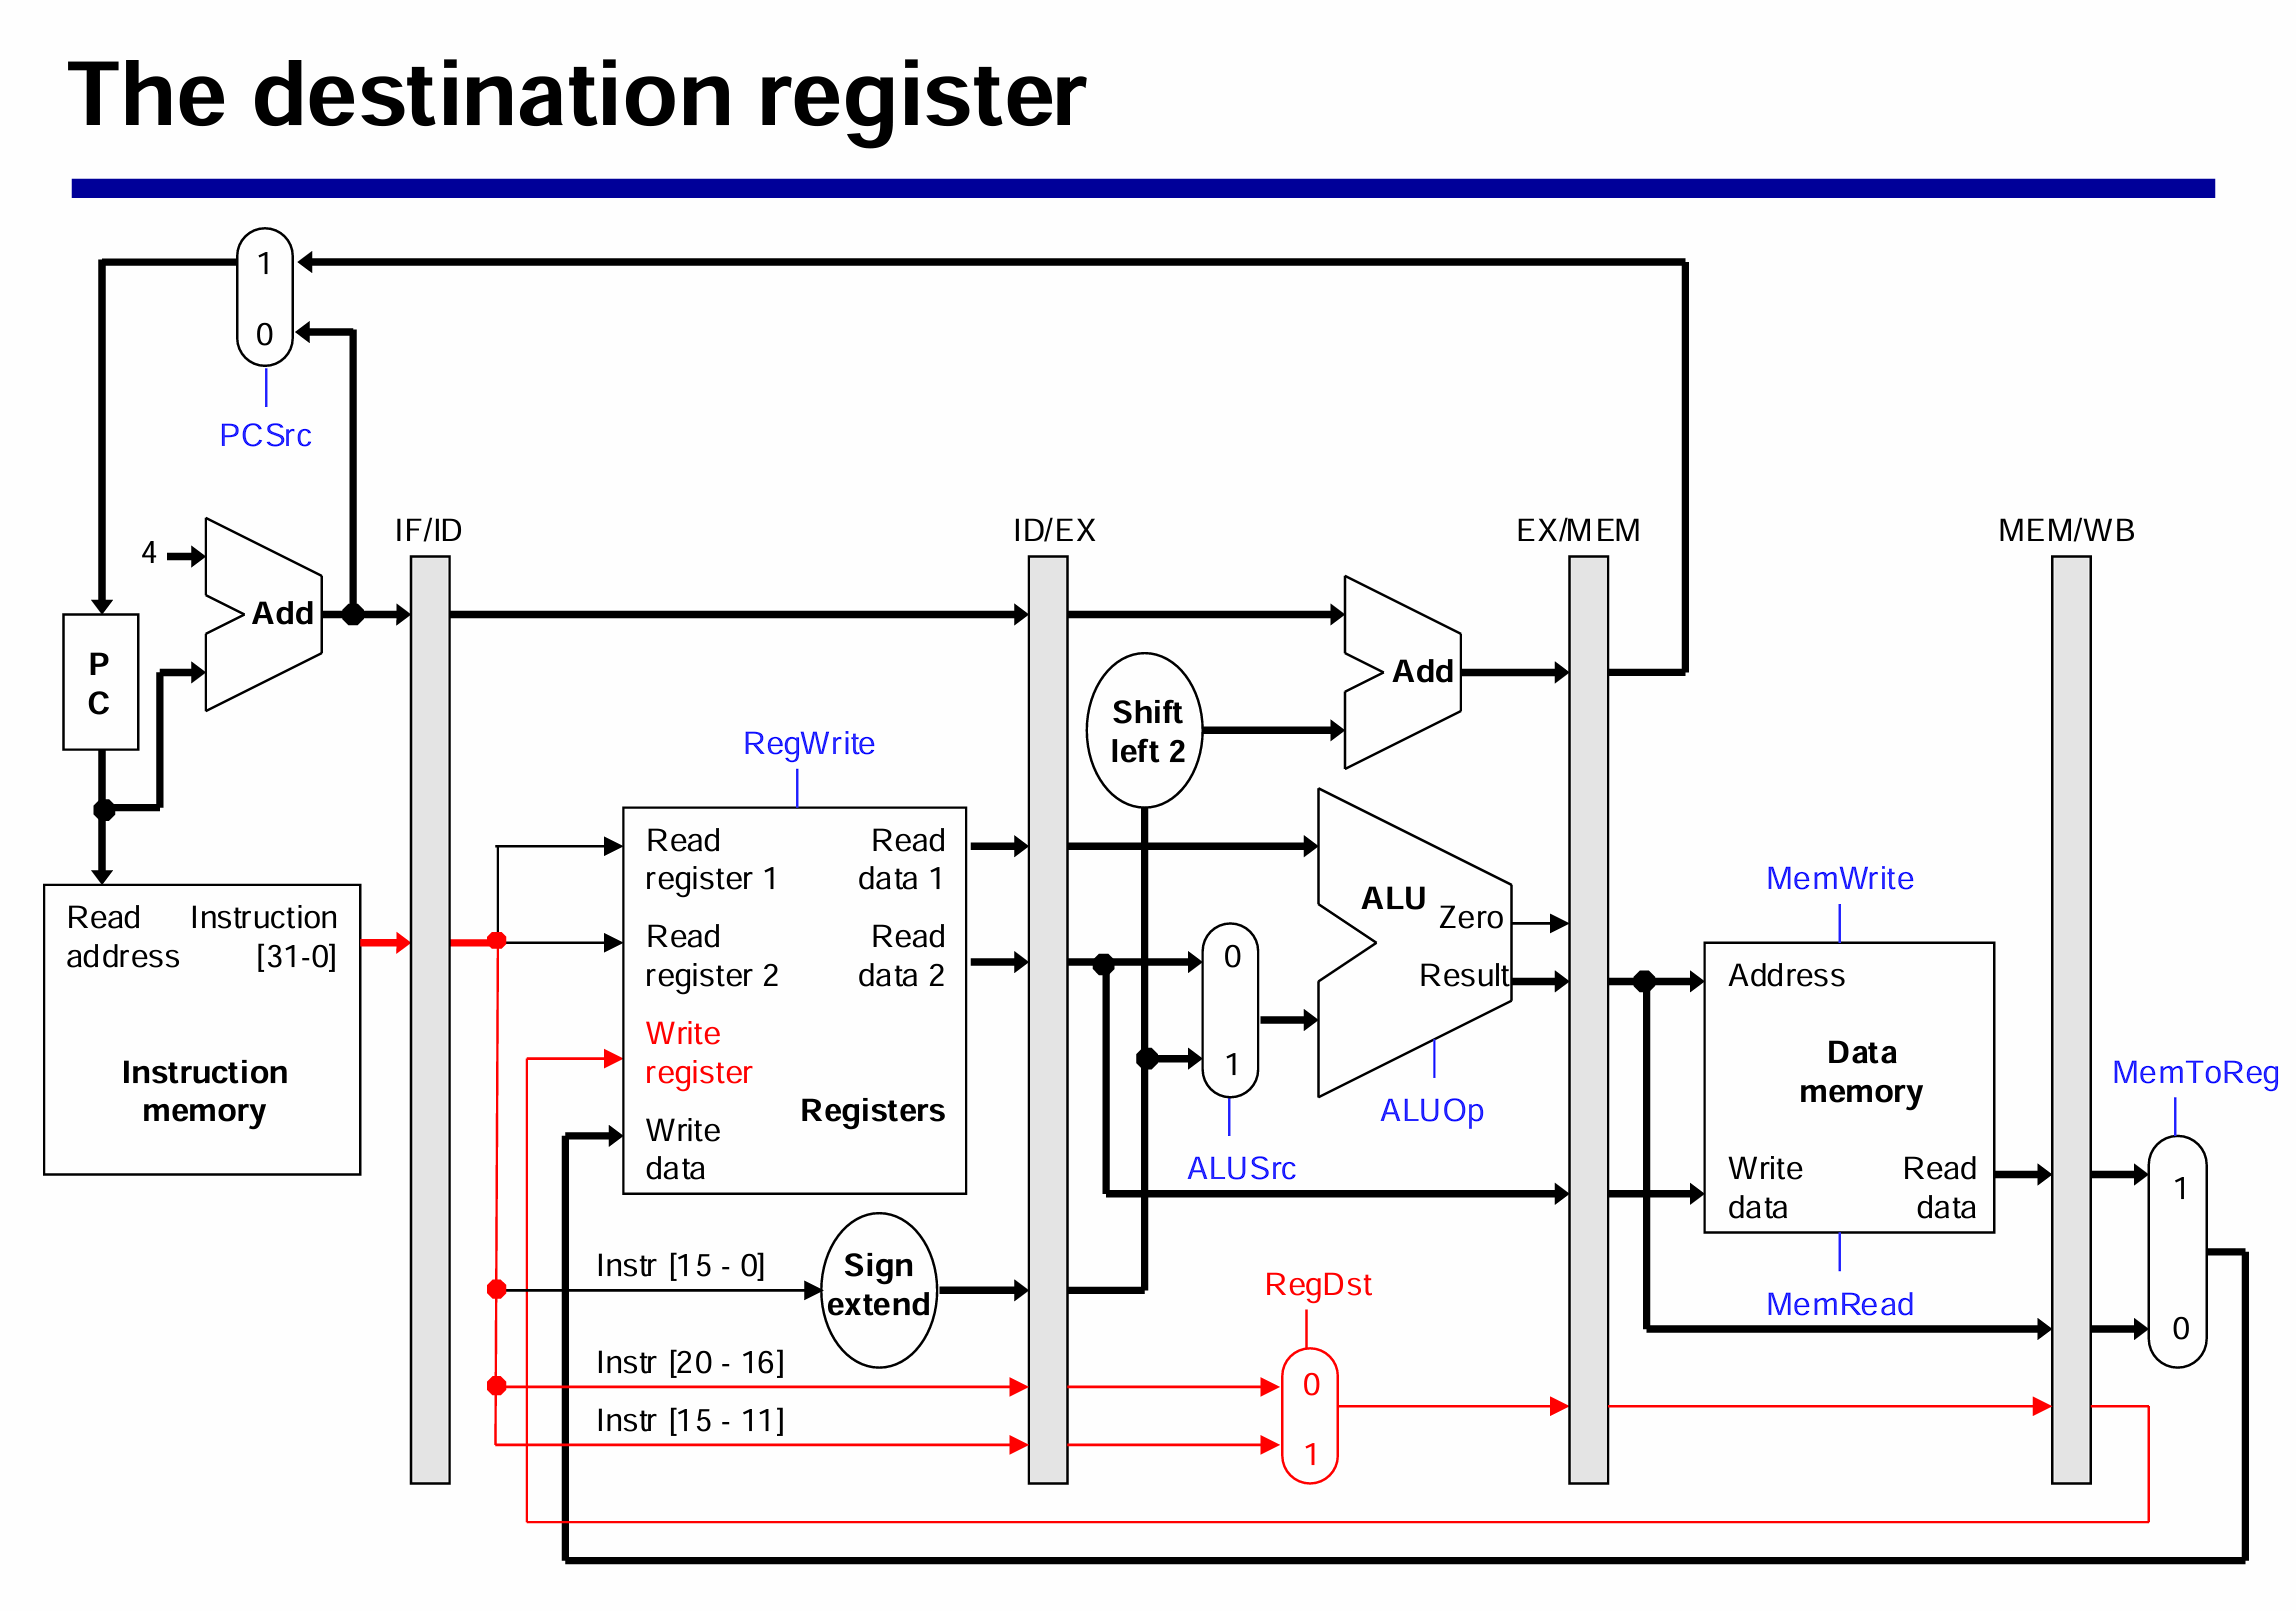 The destination register
1
0
PCSrc
4
Add
P
C
IF/ID
ID/EX
EX/MEM
MEM/WB
Add
Shift
left 2
RegWrite
Read
register 1
Read
data 1
Read
register 2
Read
data 2
Write
register
Write
data
Registers
Read
address
Instruction
[31-0]
Instruction
memory
ALU
Zero
Result
ALUOp
0
1
ALUSrc
MemWrite
Address
Data
memory
Write
data
Read
data
MemRead
MemToReg
1
0
Instr [15 - 0]
Sign
extend
RegDst
Instr [20 - 16]
Instr [15 - 11]
0
1